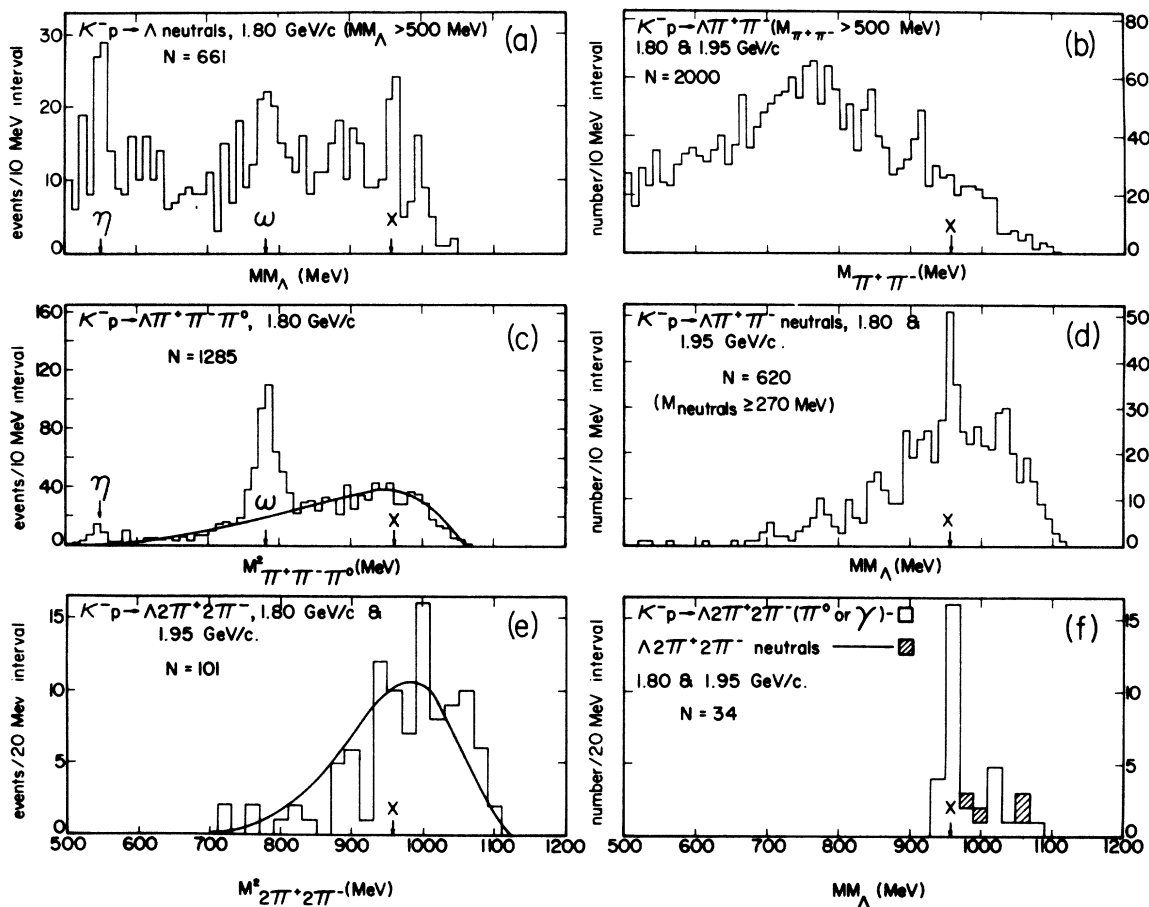 K⁻p→Λ neutrals, 1.80 GeV/c (MM_Λ >500 MeV)
N = 661
(a)
events/10 MeV interval
30
20
10
0
η
ω
X
MM_Λ (MeV)
K⁻p→Λπ⁺π⁻(M_π⁺π⁻ >500 MeV)
1.80 & 1.95 GeV/c
N = 2000
(b)
number/10 MeV interval
80
60
40
20
0
X
M_π⁺π⁻(MeV)
K⁻p→Λπ⁺π⁻π⁰, 1.80 GeV/c
N = 1285
(c)
events/10 MeV interval
160
120
80
40
0
η
ω
X
M²_π⁺π⁻π⁰(MeV)
K⁻p→Λπ⁺π⁻ neutrals, 1.80 &
1.95 GeV/c.
N = 620
(M_neutrals ≥270 MeV)
(d)
number/10 MeV interval
50
40
30
20
10
0
X
MM_Λ (MeV)
K⁻p→Λ2π⁺2π⁻, 1.80 GeV/c &
1.95 GeV/c.
N = 101
(e)
events/20 Mev interval
15
10
5
0
X
500 600 700 800 900 1000 1100 1200
M²_2π⁺2π⁻(MeV)
K⁻p→Λ2π⁺2π⁻(π⁰ or γ)-
Λ2π⁺2π⁻ neutrals
1.80 & 1.95 GeV/c.
N = 34
(f)
number/20 MeV interval
15
10
5
0
X
500 600 700 800 900 1000 1100 1200
MM_Λ (MeV)